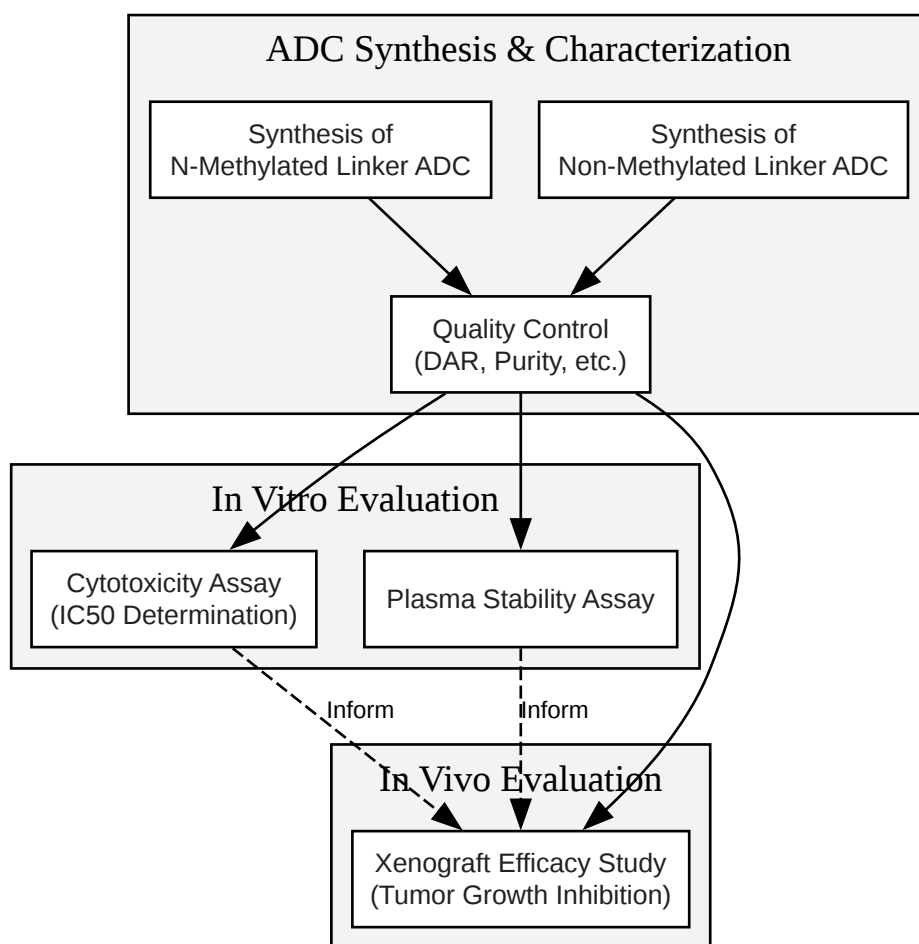 ADC Synthesis & Characterization
Synthesis of
N-Methylated Linker ADC
Synthesis of
Non-Methylated Linker ADC
Quality Control
(DAR, Purity, etc.)
In Vitro Evaluation
Cytotoxicity Assay
(IC50 Determination)
Plasma Stability Assay
Inform
Inform
In Vivo Evaluation
Xenograft Efficacy Study
(Tumor Growth Inhibition)